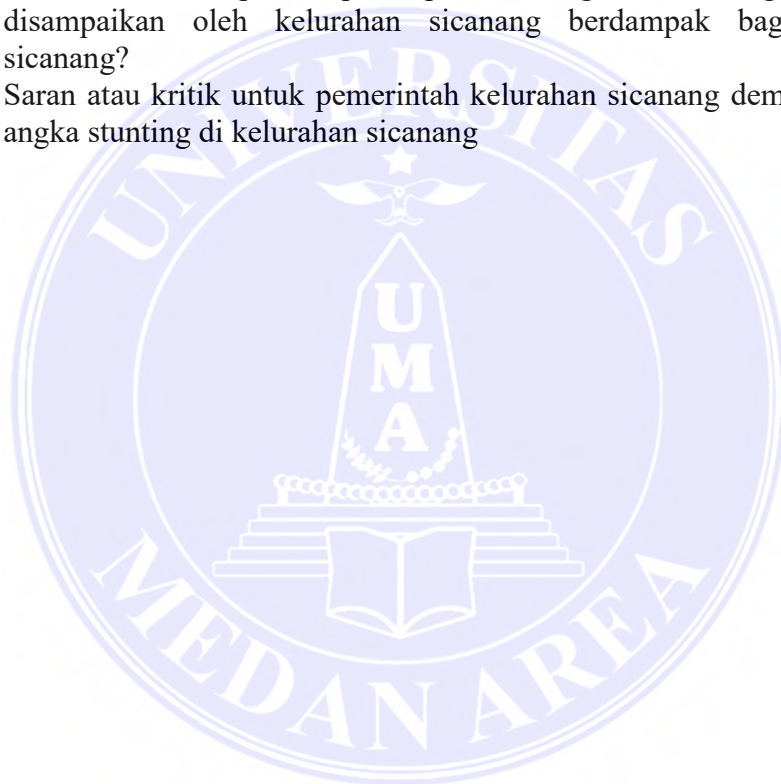 disampaikan oleh kelurahan sicanang berdampak bag
sicanang?
Saran atau kritik untuk pemerintah kelurahan sicanang dem
angka stunting di kelurahan sicanang
UNIVERSITAS
UMA
MEDAN AREA